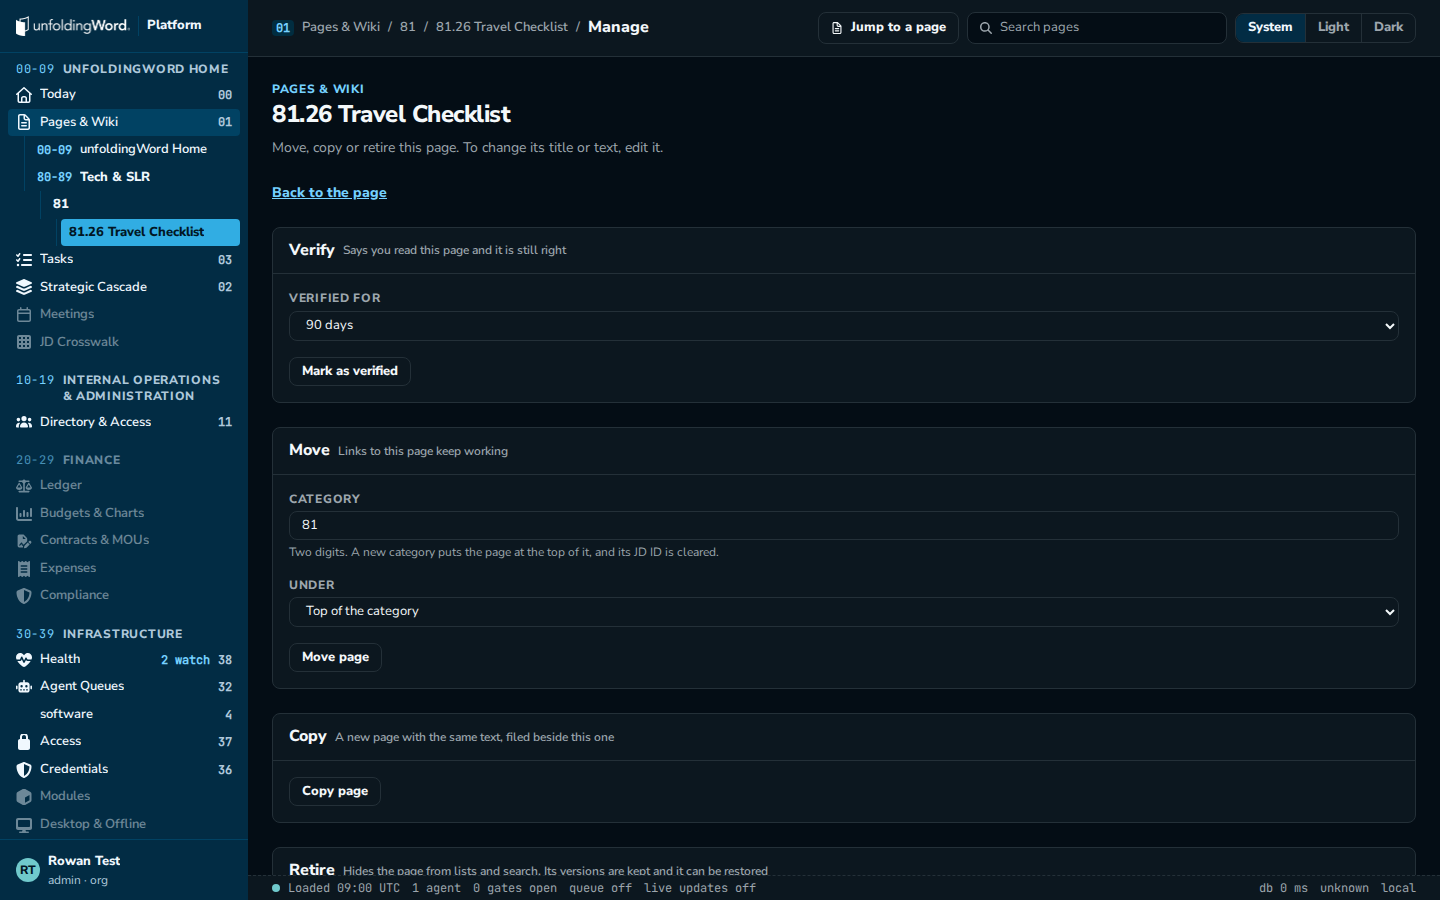 unfoldingWord. Platform
00-09 UNFOLDINGWORD HOME
Today 00
Pages & Wiki 01
00-09 unfoldingWord Home
80-89 Tech & SLR
81
81.26 Travel Checklist
Tasks 03
Strategic Cascade 02
Meetings
JD Crosswalk
10-19 INTERNAL OPERATIONS
& ADMINISTRATION
Directory & Access 11
20-29 FINANCE
Ledger
Budgets & Charts
Contracts & MOUs
Expenses
Compliance
30-39 INFRASTRUCTURE
Health 2 watch 38
Agent Queues 32
software 4
Access 37
Credentials 36
Modules
Desktop & Offline
RT Rowan Test
admin · org
01 Pages & Wiki / 81 / 81.26 Travel Checklist / Manage
Jump to a page
Search pages
System Light Dark
PAGES & WIKI
81.26 Travel Checklist
Move, copy or retire this page. To change its title or text, edit it.
Back to the page
Verify Says you read this page and it is still right
VERIFIED FOR
90 days
Mark as verified
Move Links to this page keep working
CATEGORY
81
Two digits. A new category puts the page at the top of it, and its JD ID is cleared.
UNDER
Top of the category
Move page
Copy A new page with the same text, filed beside this one
Copy page
Retire Hides the page from lists and search. Its versions are kept and it can be restored
Loaded 09:00 UTC 1 agent 0 gates open queue off live updates off
db 0 ms unknown local